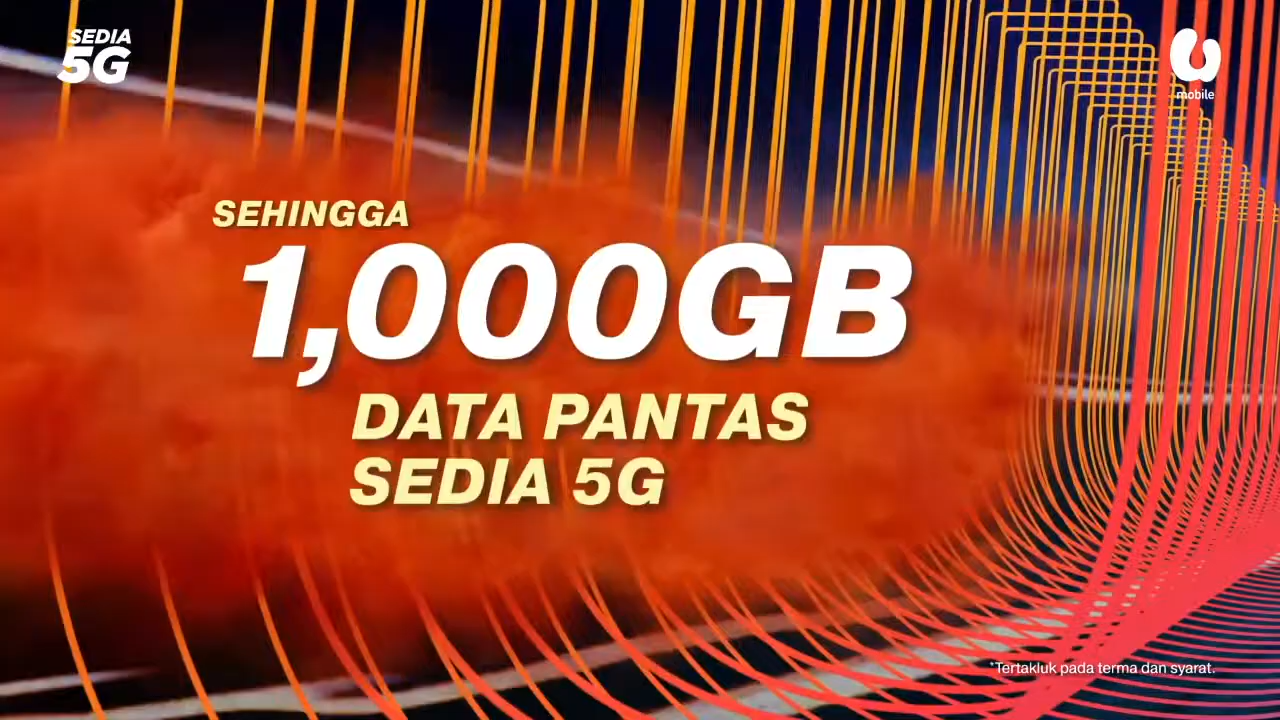 SEDIA
5G
U
mobile
SEHINGGA
1,000GB
DATA PANTAS
SEDIA 5G
*Tertakluk pada terma dan syarat.